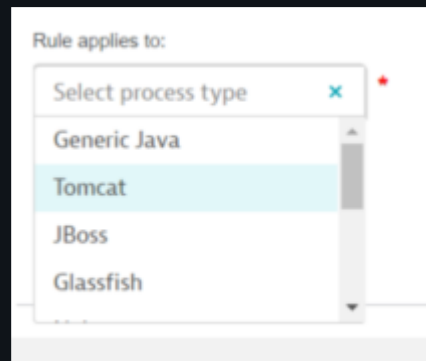 Rule applies to:
Select process type × *
Generic Java
Tomcat
JBoss
Glassfish